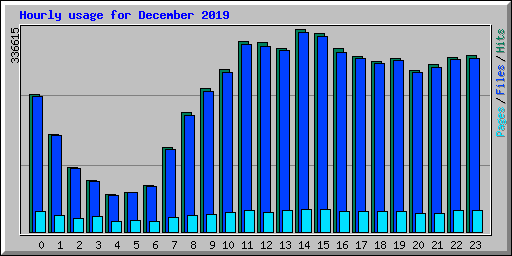 Hourly usage for December 2019
336615
Pages/Files/Hits
0 1 2 3 4 5 6 7 8 9 10 11 12 13 14 15 16 17 18 19 20 21 22 23